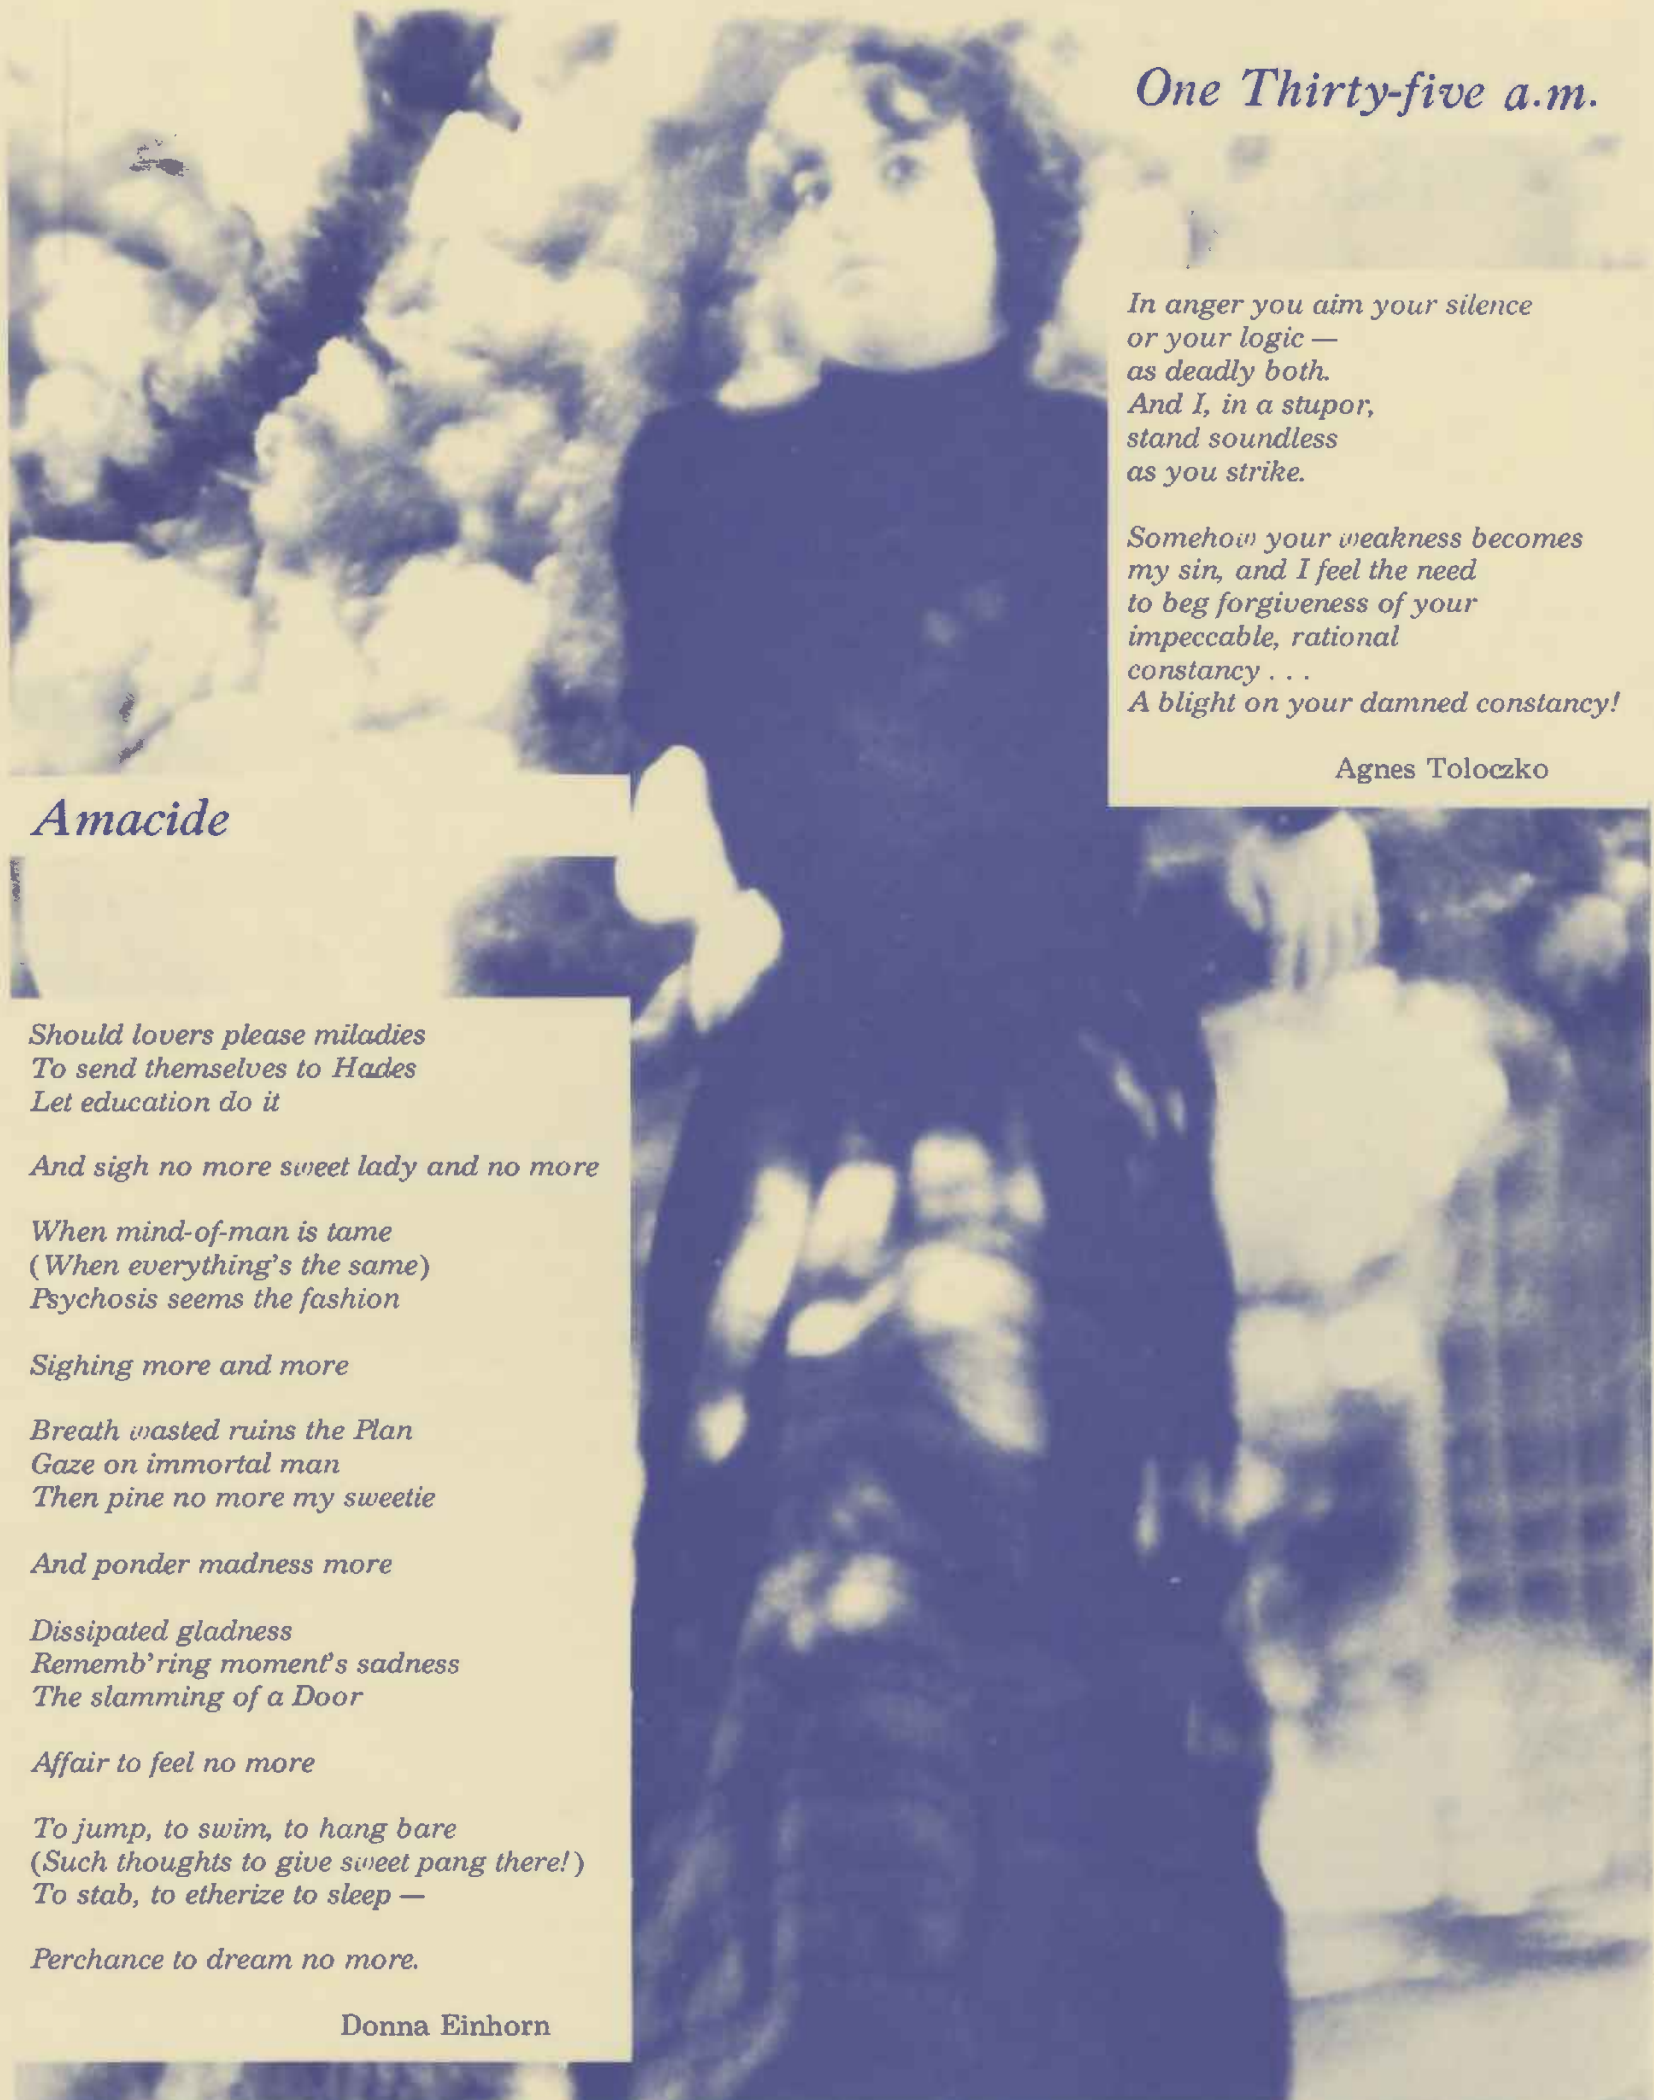 One Thirty-five a.m.
In anger you aim your silence
or your logic —
as deadly both.
And I, in a stupor,
stand soundless
as you strike.
Somehow your weakness becomes
my sin, and I feel the need
to beg forgiveness of your
impeccable, rational
constancy . . .
A blight on your damned constancy!
Agnes Toloczko
Amacide
Should lovers please miladies
To send themselves to Hades
Let education do it
And sigh no more sweet lady and no more
When mind-of-man is tame
(When everything's the same)
Psychosis seems the fashion
Sighing more and more
Breath wasted ruins the Plan
Gaze on immortal man
Then pine no more my sweetie
And ponder madness more
Dissipated gladness
Rememb'ring moment's sadness
The slamming of a Door
Affair to feel no more
To jump, to swim, to hang bare
(Such thoughts to give sweet pang there!)
To stab, to etherize to sleep —
Perchance to dream no more.
Donna Einhorn